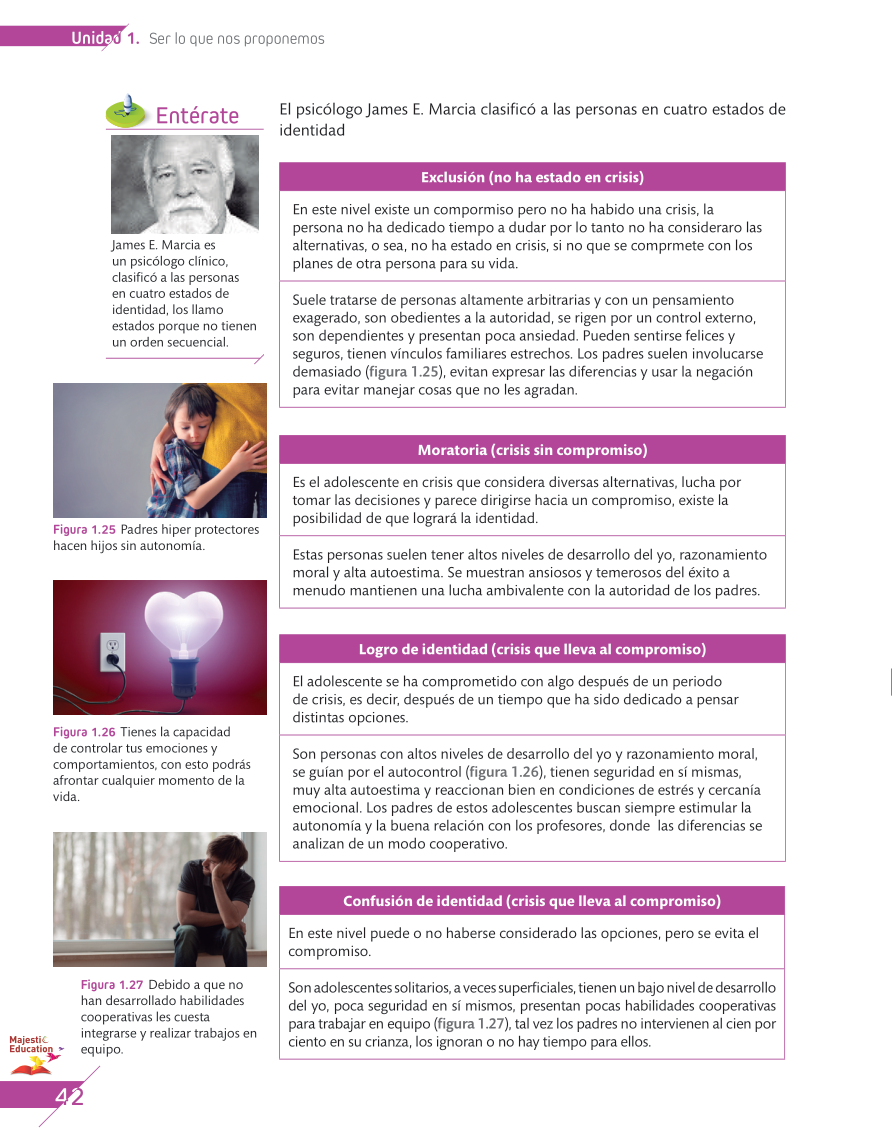 Unidad 1. Ser lo que nos proponemos
Entérate
James E. Marcia es
un psicólogo clínico,
clasificó a las personas
en cuatro estados de
identidad, los llamo
estados porque no tienen
un orden secuencial.
Figura 1.25 Padres hiper protectores
hacen hijos sin autonomía.
Figura 1.26 Tienes la capacidad
de controlar tus emociones y
comportamientos, con esto podrás
afrontar cualquier momento de la
vida.
Figura 1.27 Debido a que no
han desarrollado habilidades
cooperativas les cuesta
integrarse y realizar trabajos en
equipo.
El psicólogo James E. Marcia clasificó a las personas en cuatro estados de
identidad
Exclusión (no ha estado en crisis)
En este nivel existe un compormiso pero no ha habido una crisis, la
persona no ha dedicado tiempo a dudar por lo tanto no ha consideraro las
alternativas, o sea, no ha estado en crisis, si no que se comprmete con los
planes de otra persona para su vida.
Suele tratarse de personas altamente arbitrarias y con un pensamiento
exagerado, son obedientes a la autoridad, se rigen por un control externo,
son dependientes y presentan poca ansiedad. Pueden sentirse felices y
seguros, tienen vínculos familiares estrechos. Los padres suelen involucarse
demasiado (figura 1.25), evitan expresar las diferencias y usar la negación
para evitar manejar cosas que no les agradan.
Moratoria (crisis sin compromiso)
Es el adolescente en crisis que considera diversas alternativas, lucha por
tomar las decisiones y parece dirigirse hacia un compromiso, existe la
posibilidad de que logrará la identidad.
Estas personas suelen tener altos niveles de desarrollo del yo, razonamiento
moral y alta autoestima. Se muestran ansiosos y temerosos del éxito a
menudo mantienen una lucha ambivalente con la autoridad de los padres.
Logro de identidad (crisis que lleva al compromiso)
El adolescente se ha comprometido con algo después de un periodo
de crisis, es decir, después de un tiempo que ha sido dedicado a pensar
distintas opciones.
Son personas con altos niveles de desarrollo del yo y razonamiento moral,
se guían por el autocontrol (figura 1.26), tienen seguridad en sí mismas,
muy alta autoestima y reaccionan bien en condiciones de estrés y cercanía
emocional. Los padres de estos adolescentes buscan siempre estimular la
autonomía y la buena relación con los profesores, donde las diferencias se
analizan de un modo cooperativo.
Confusión de identidad (crisis que lleva al compromiso)
En este nivel puede o no haberse considerado las opciones, pero se evita el
compromiso.
Son adolescentes solitarios, a veces superficiales, tienen un bajo nivel de desarrollo
del yo, poca seguridad en sí mismos, presentan pocas habilidades cooperativas
para trabajar en equipo (figura 1.27), tal vez los padres no intervienen al cien por
ciento en su crianza, los ignoran o no hay tiempo para ellos.
Majestic
Education
42